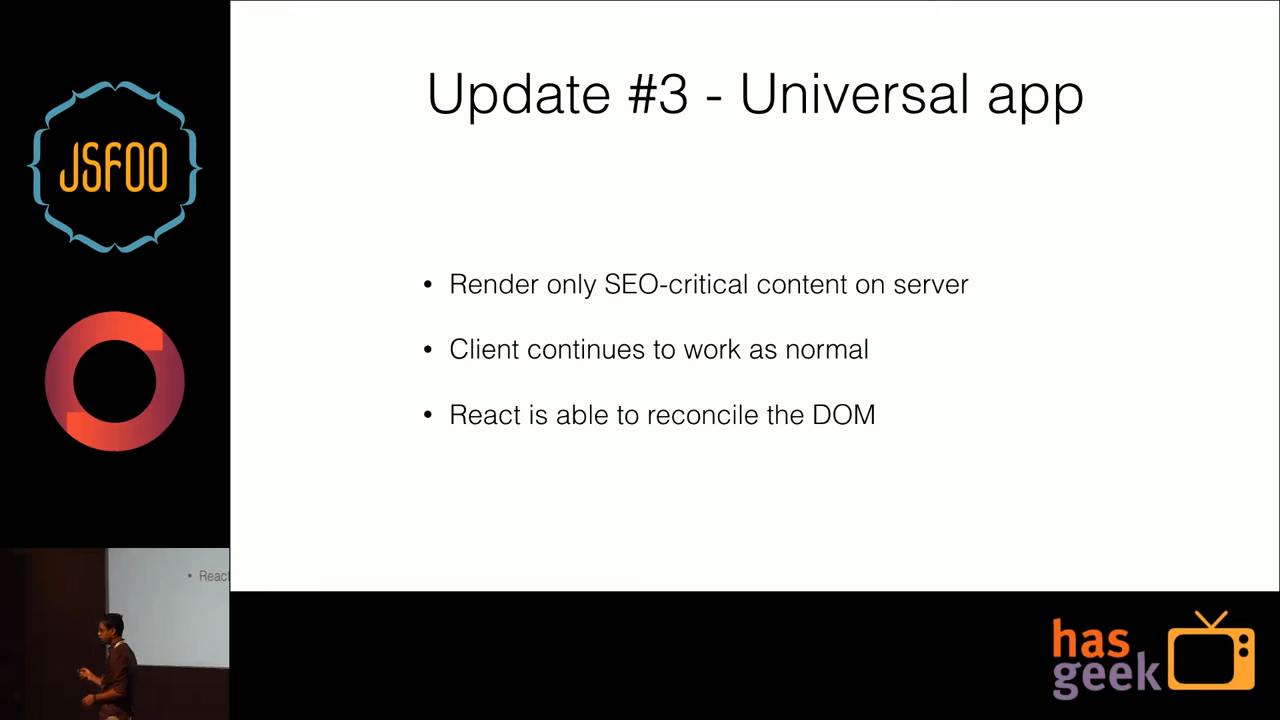 JSFOO
Update #3 - Universal app
• Render only SEO-critical content on server
• Client continues to work as normal
• React is able to reconcile the DOM
• React
has
geek